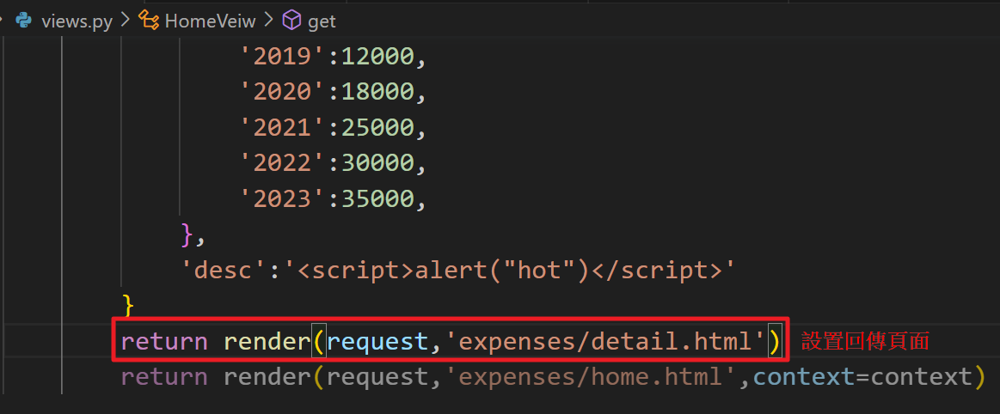 views.py > HomeVeiw > get
'2019':12000,
'2020':18000,
'2021':25000,
'2022':30000,
'2023':35000,
},
'desc':'<script>alert("hot")</script>'
}
return render(request,'expenses/detail.html') 設置回傳頁面
return render(request,'expenses/home.html',context=context)